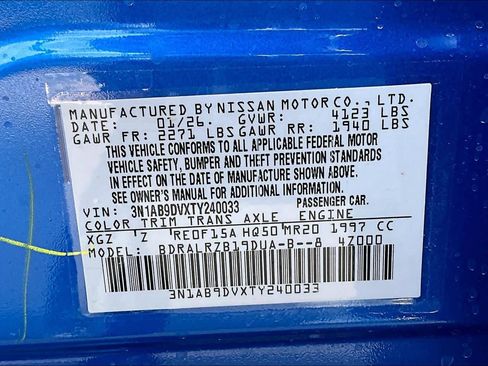 MANUFACTURED BY NISSAN MOTOR CO., LTD.
DATE: 01/26. GVWR: 4123 LBS
GAWR FR: 2271 LBS GAWR RR: 1940 LBS
THIS VEHICLE CONFORMS TO ALL APPLICABLE FEDERAL MOTOR
VEHICLE SAFETY, BUMPER AND THEFT PREVENTION STANDARDS
IN EFFECT ON THE DATE OF MANUFACTURE SHOWN ABOVE.
SEE OWNER'S MANUAL FOR ADDITIONAL INFORMATION.
VIN: 3N1AB9DVXTY240033 PASSENGER CAR.
COLOR TRIM TRANS AXLE ENGINE
XGZ 'Z 'RE0F15A HQ50 MR20 1997 CC
MODEL: BDRALRZB19DUA-B--8 47000
3N1AB9DVXTY240033